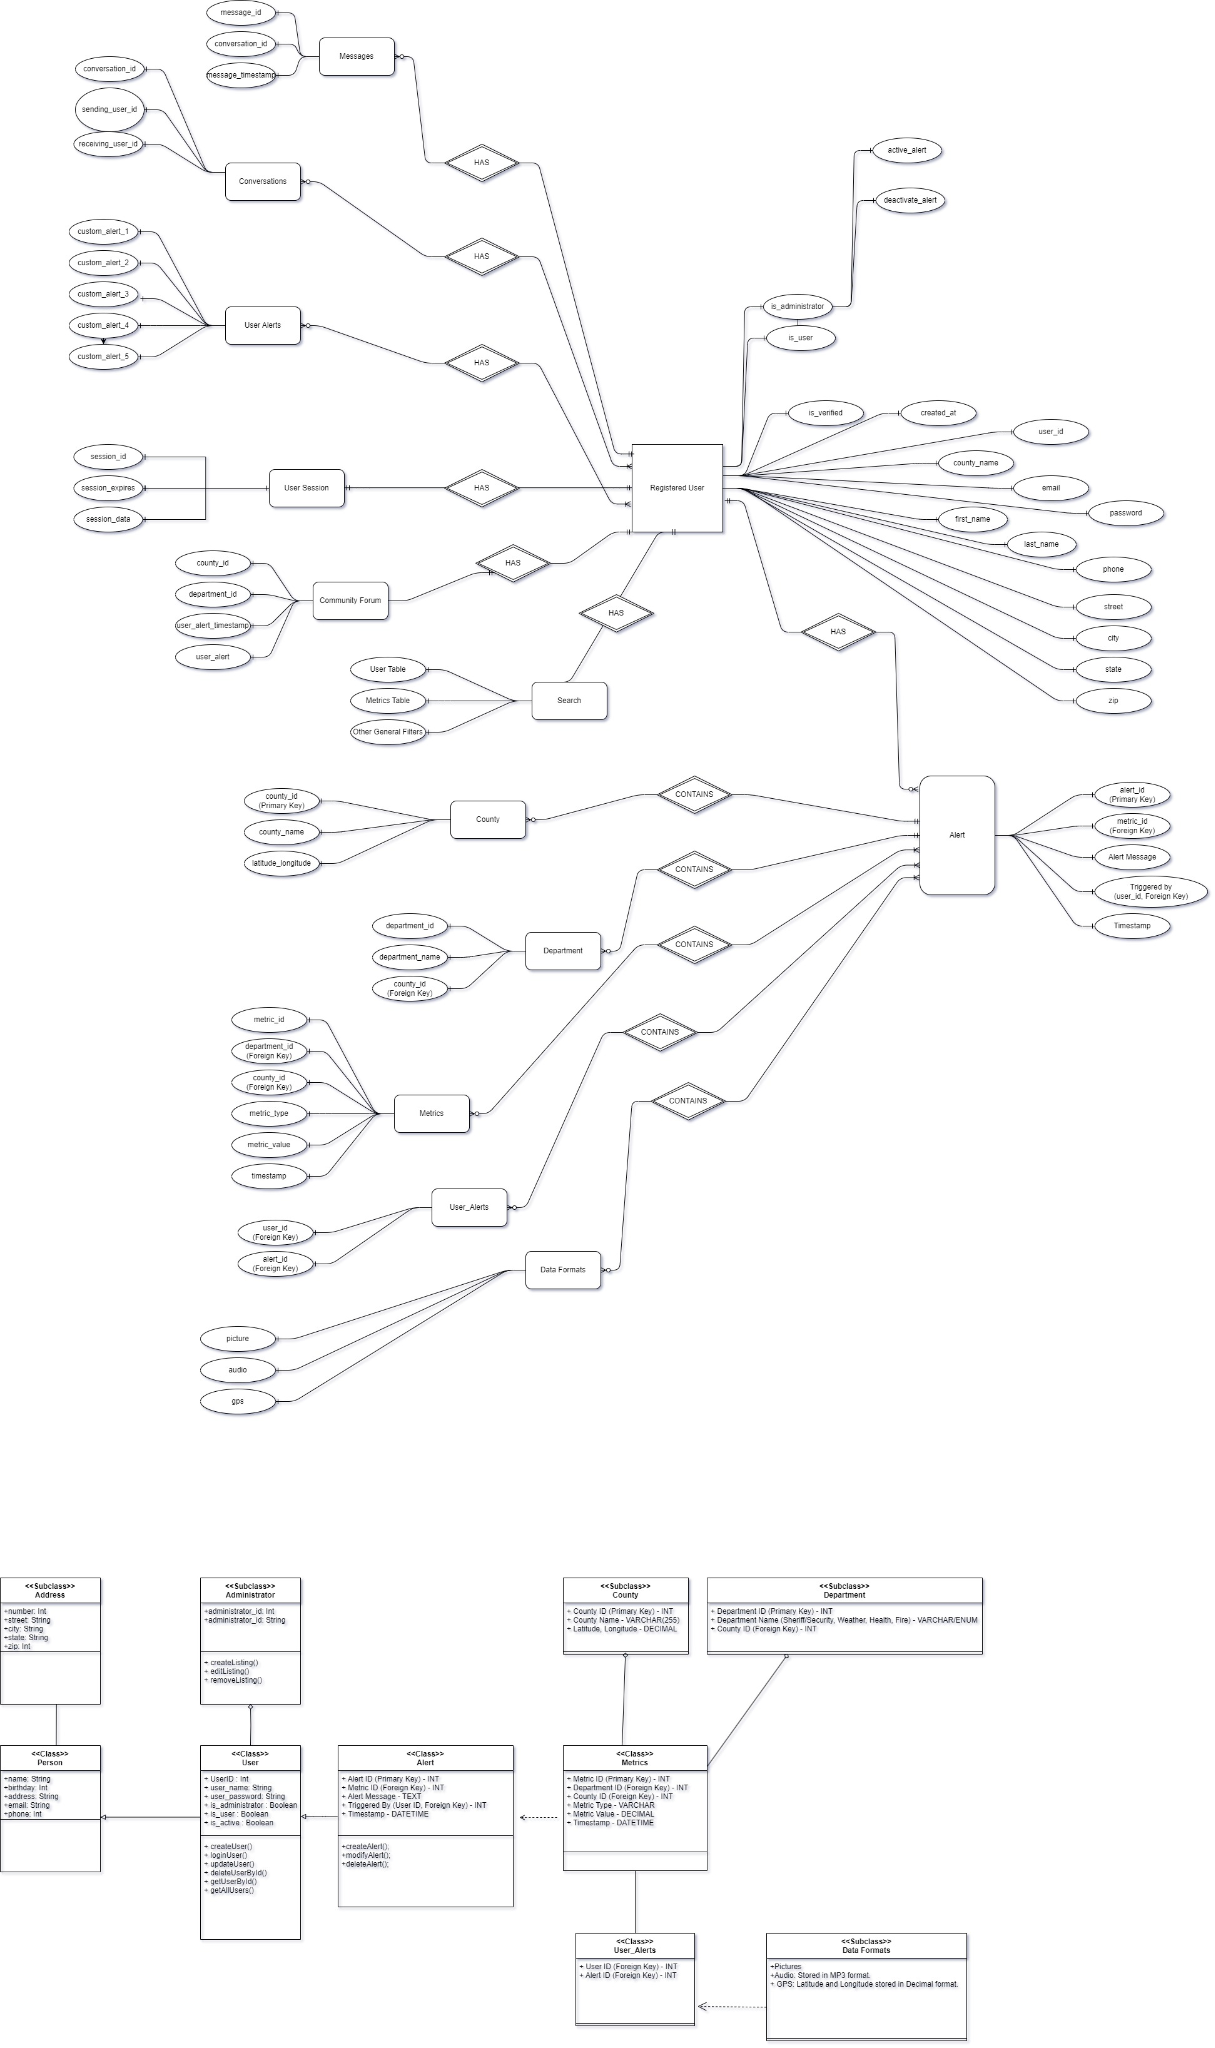 message_id
conversation_id
message_timestamp
Messages
HAS
conversation_id
sending_user_id
receiving_user_id
Conversations
HAS
custom_alert_1
custom_alert_2
custom_alert_3
custom_alert_4
custom_alert_5
User Alerts
HAS
active_alert
deactivate_alert
is_administrator
is_user
is_verified
created_at
user_id
county_name
email
password
first_name
last_name
phone
street
city
state
zip
Registered User
session_id
session_expires
session_data
User Session
HAS
county_id
department_id
user_alert_timestamp
user_alert
Community Forum
HAS
HAS
User Table
Metrics Table
Other General Filters
Search
HAS
county_id
(Primary Key)
county_name
latitude_longitude
County
CONTAINS
Alert
alert_id
(Primary Key)
metric_id
(Foreign Key)
Alert Message
Triggered by
(user_id, Foreign Key)
Timestamp
department_id
department_name
county_id
(Foreign Key)
Department
CONTAINS
CONTAINS
metric_id
department_id
(Foreign Key)
county_id
(Foreign Key)
metric_type
metric_value
timestamp
Metrics
CONTAINS
CONTAINS
user_id
(Foreign Key)
alert_id
(Foreign Key)
User_Alerts
Data Formats
picture
audio
gps
<<Subclass>>
Address
+number: Int
+street: String
+city: String
+state: String
+zip: Int
<<Subclass>>
Administrator
+administrator_id: Int
+administrator_id: String
+ createListing()
+ editListing()
+ removeListing()
<<Subclass>>
County
+ County ID (Primary Key) - INT
+ County Name - VARCHAR(255)
+ Latitude, Longitude - DECIMAL
<<Subclass>>
Department
+ Department ID (Primary Key) - INT
+ Department Name (Sheriff/Security, Weather, Health, Fire) - VARCHAR/ENUM
+ County ID (Foreign Key) - INT
<<Class>>
Person
+name: String
+birthday: Int
+address: String
+email: String
+phone: Int
<<Class>>
User
+ UserID : Int
+ user_name: String
+ user_password: String
+ is_administrator : Boolean
+ is_user : Boolean
+ is_active : Boolean
+ createUser()
+ loginUser()
+ updateUser()
+ deleteUserById()
+ getUserById()
+ getAllUsers()
<<Class>>
Alert
+ Alert ID (Primary Key) - INT
+ Metric ID (Foreign Key) - INT
+ Alert Message - TEXT
+ Triggered By (User ID, Foreign Key) - INT
+ Timestamp - DATETIME
+createAlert();
+modifyAlert();
+deleteAlert();
<<Class>>
Metrics
+ Metric ID (Primary Key) - INT
+ Department ID (Foreign Key) - INT
+ County ID (Foreign Key) - INT
+ Metric Type - VARCHAR
+ Metric Value - DECIMAL
+ Timestamp - DATETIME
<<Class>>
User_Alerts
+ User ID (Foreign Key) - INT
+ Alert ID (Foreign Key) - INT
<<Subclass>>
Data Formats
+Pictures
+Audio: Stored in MP3 format.
+ GPS: Latitude and Longitude stored in Decimal format.